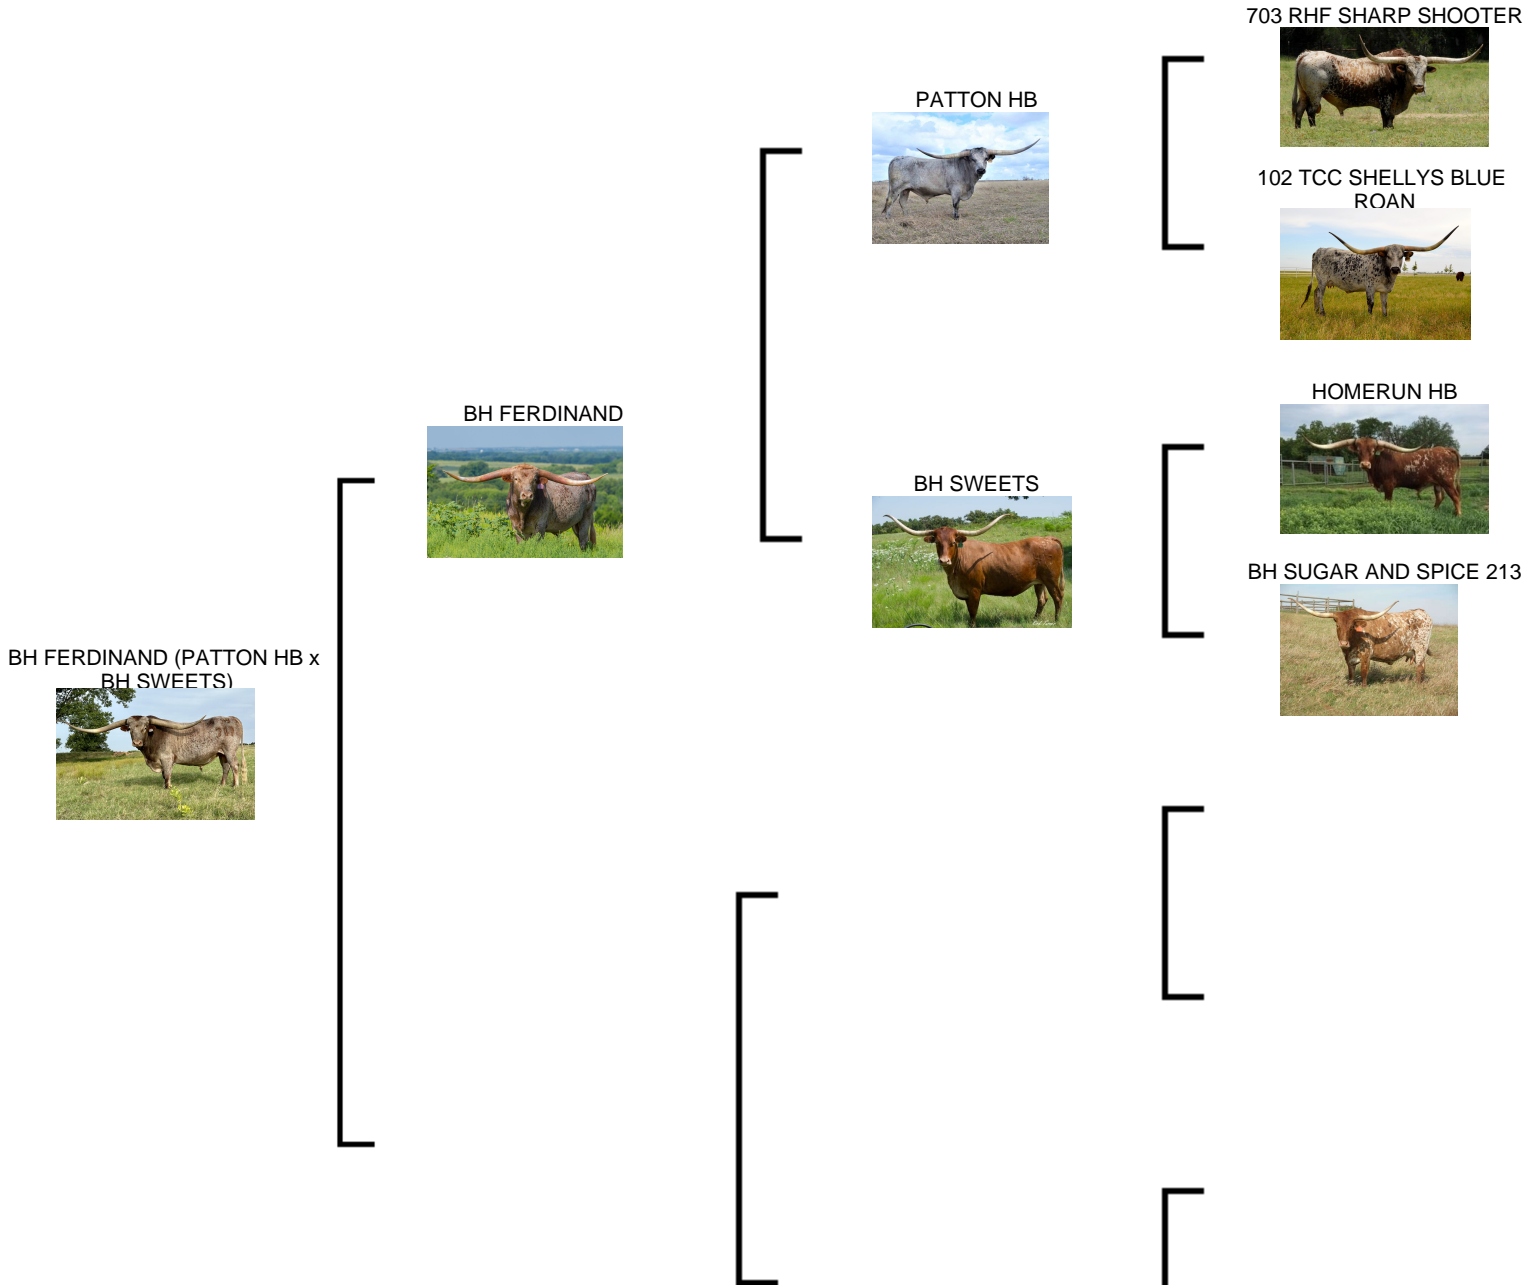 703 RHF SHARP SHOOTER
PATTON HB
102 TCC SHELLYS BLUE
ROAN
HOMERUN HB
BH FERDINAND
BH SWEETS
BH SUGAR AND SPICE 213
BH FERDINAND (PATTON HB x
BH SWEETS)